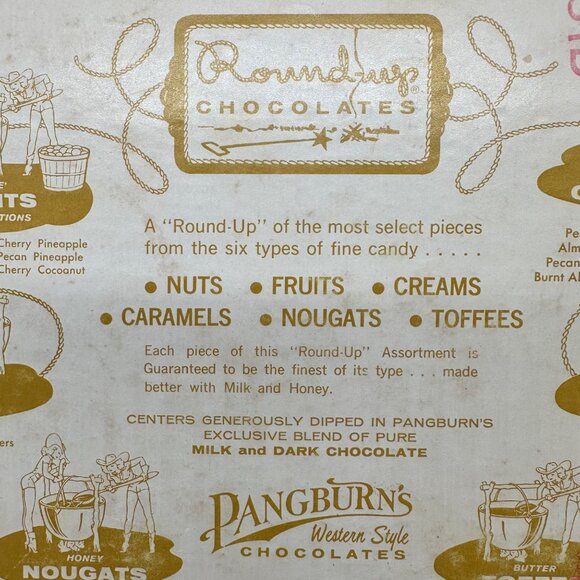 Round-up®
CHOCOLATES
ITS
Cherry Pineapple
Pecan Pineapple
Cherry Cocoanut
A "Round-Up" of the most select pieces
from the six types of fine candy . . . . .
• NUTS • FRUITS • CREAMS
• CARAMELS • NOUGATS • TOFFEES
Each piece of this "Round-Up" Assortment is
Guaranteed to be the finest of its type . . . made
better with Milk and Honey.
CENTERS GENEROUSLY DIPPED IN PANGBURN'S
EXCLUSIVE BLEND OF PURE
MILK and DARK CHOCOLATE
PANGBURN'S
Western Style
CHOCOLATES
HONEY
NOUGATS
Burnt Al
BUTTER